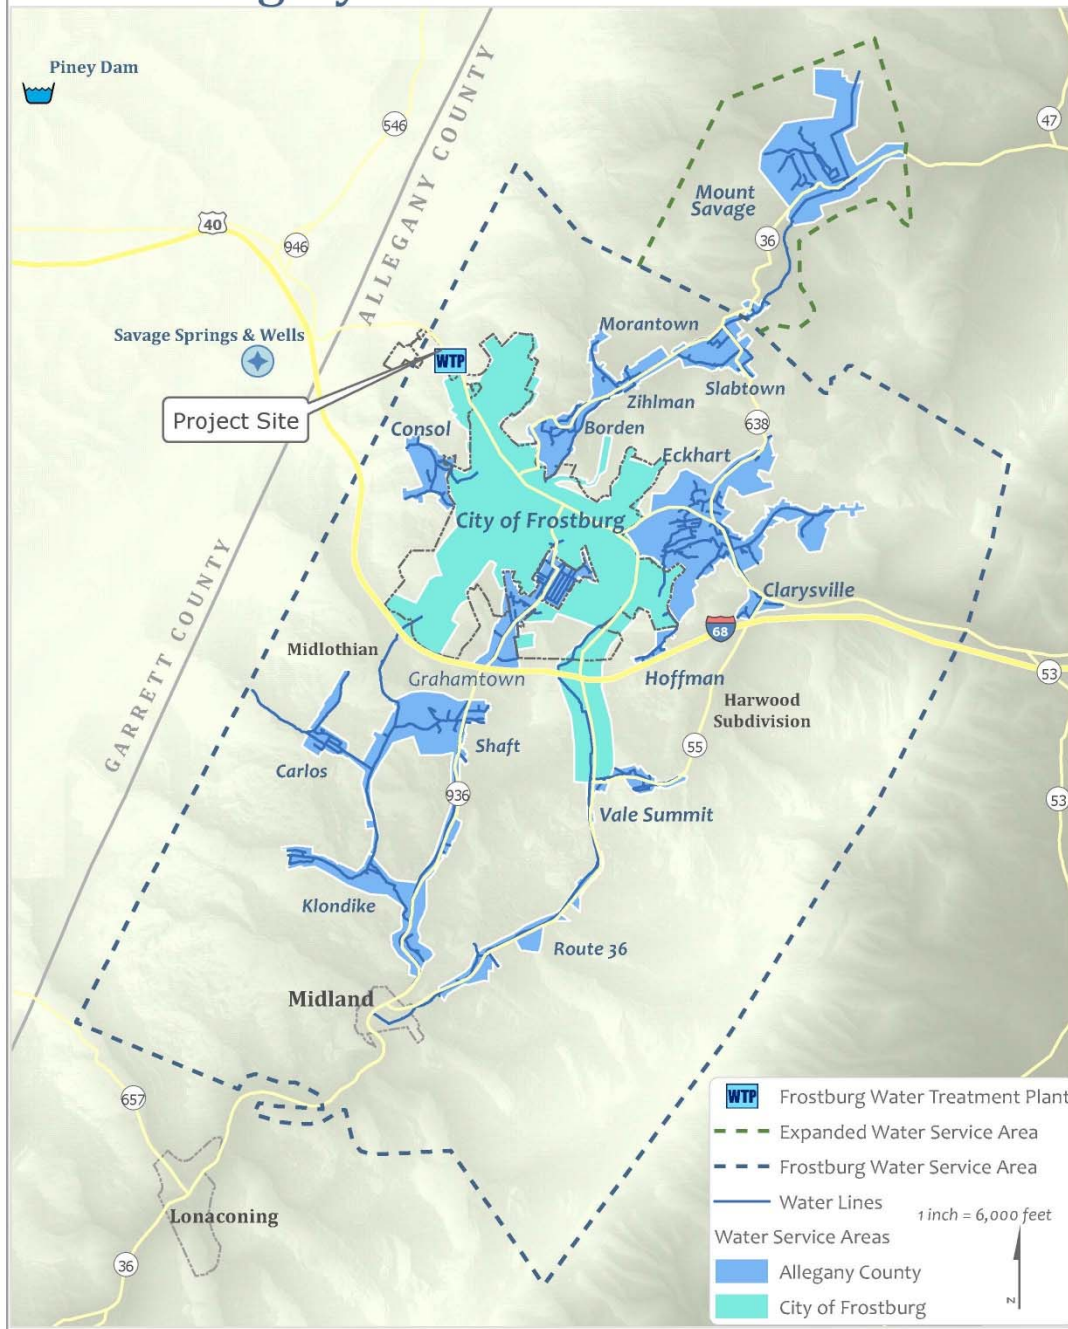 Piney Dam
546
ALLEGANY COUNTY
47
Mount
Savage
40
946
36
Savage Springs & Wells
Morantown
WTP
Slabtown
Zihlman
Project Site
Consol
Borden
638
Eckhart
City of Frostburg
GARRETT COUNTY
Clarysville
68
Midlothian
Grahamtown
Hoffman
53
Harwood
Subdivision
Shaft
55
Carlos
936
53
Vale Summit
Klondike
Route 36
Midland
657
Lonaconing
36
WTP Frostburg Water Treatment Plant
Expanded Water Service Area
Frostburg Water Service Area
Water Lines
1 inch = 6,000 feet
Water Service Areas
Allegany County
N
City of Frostburg